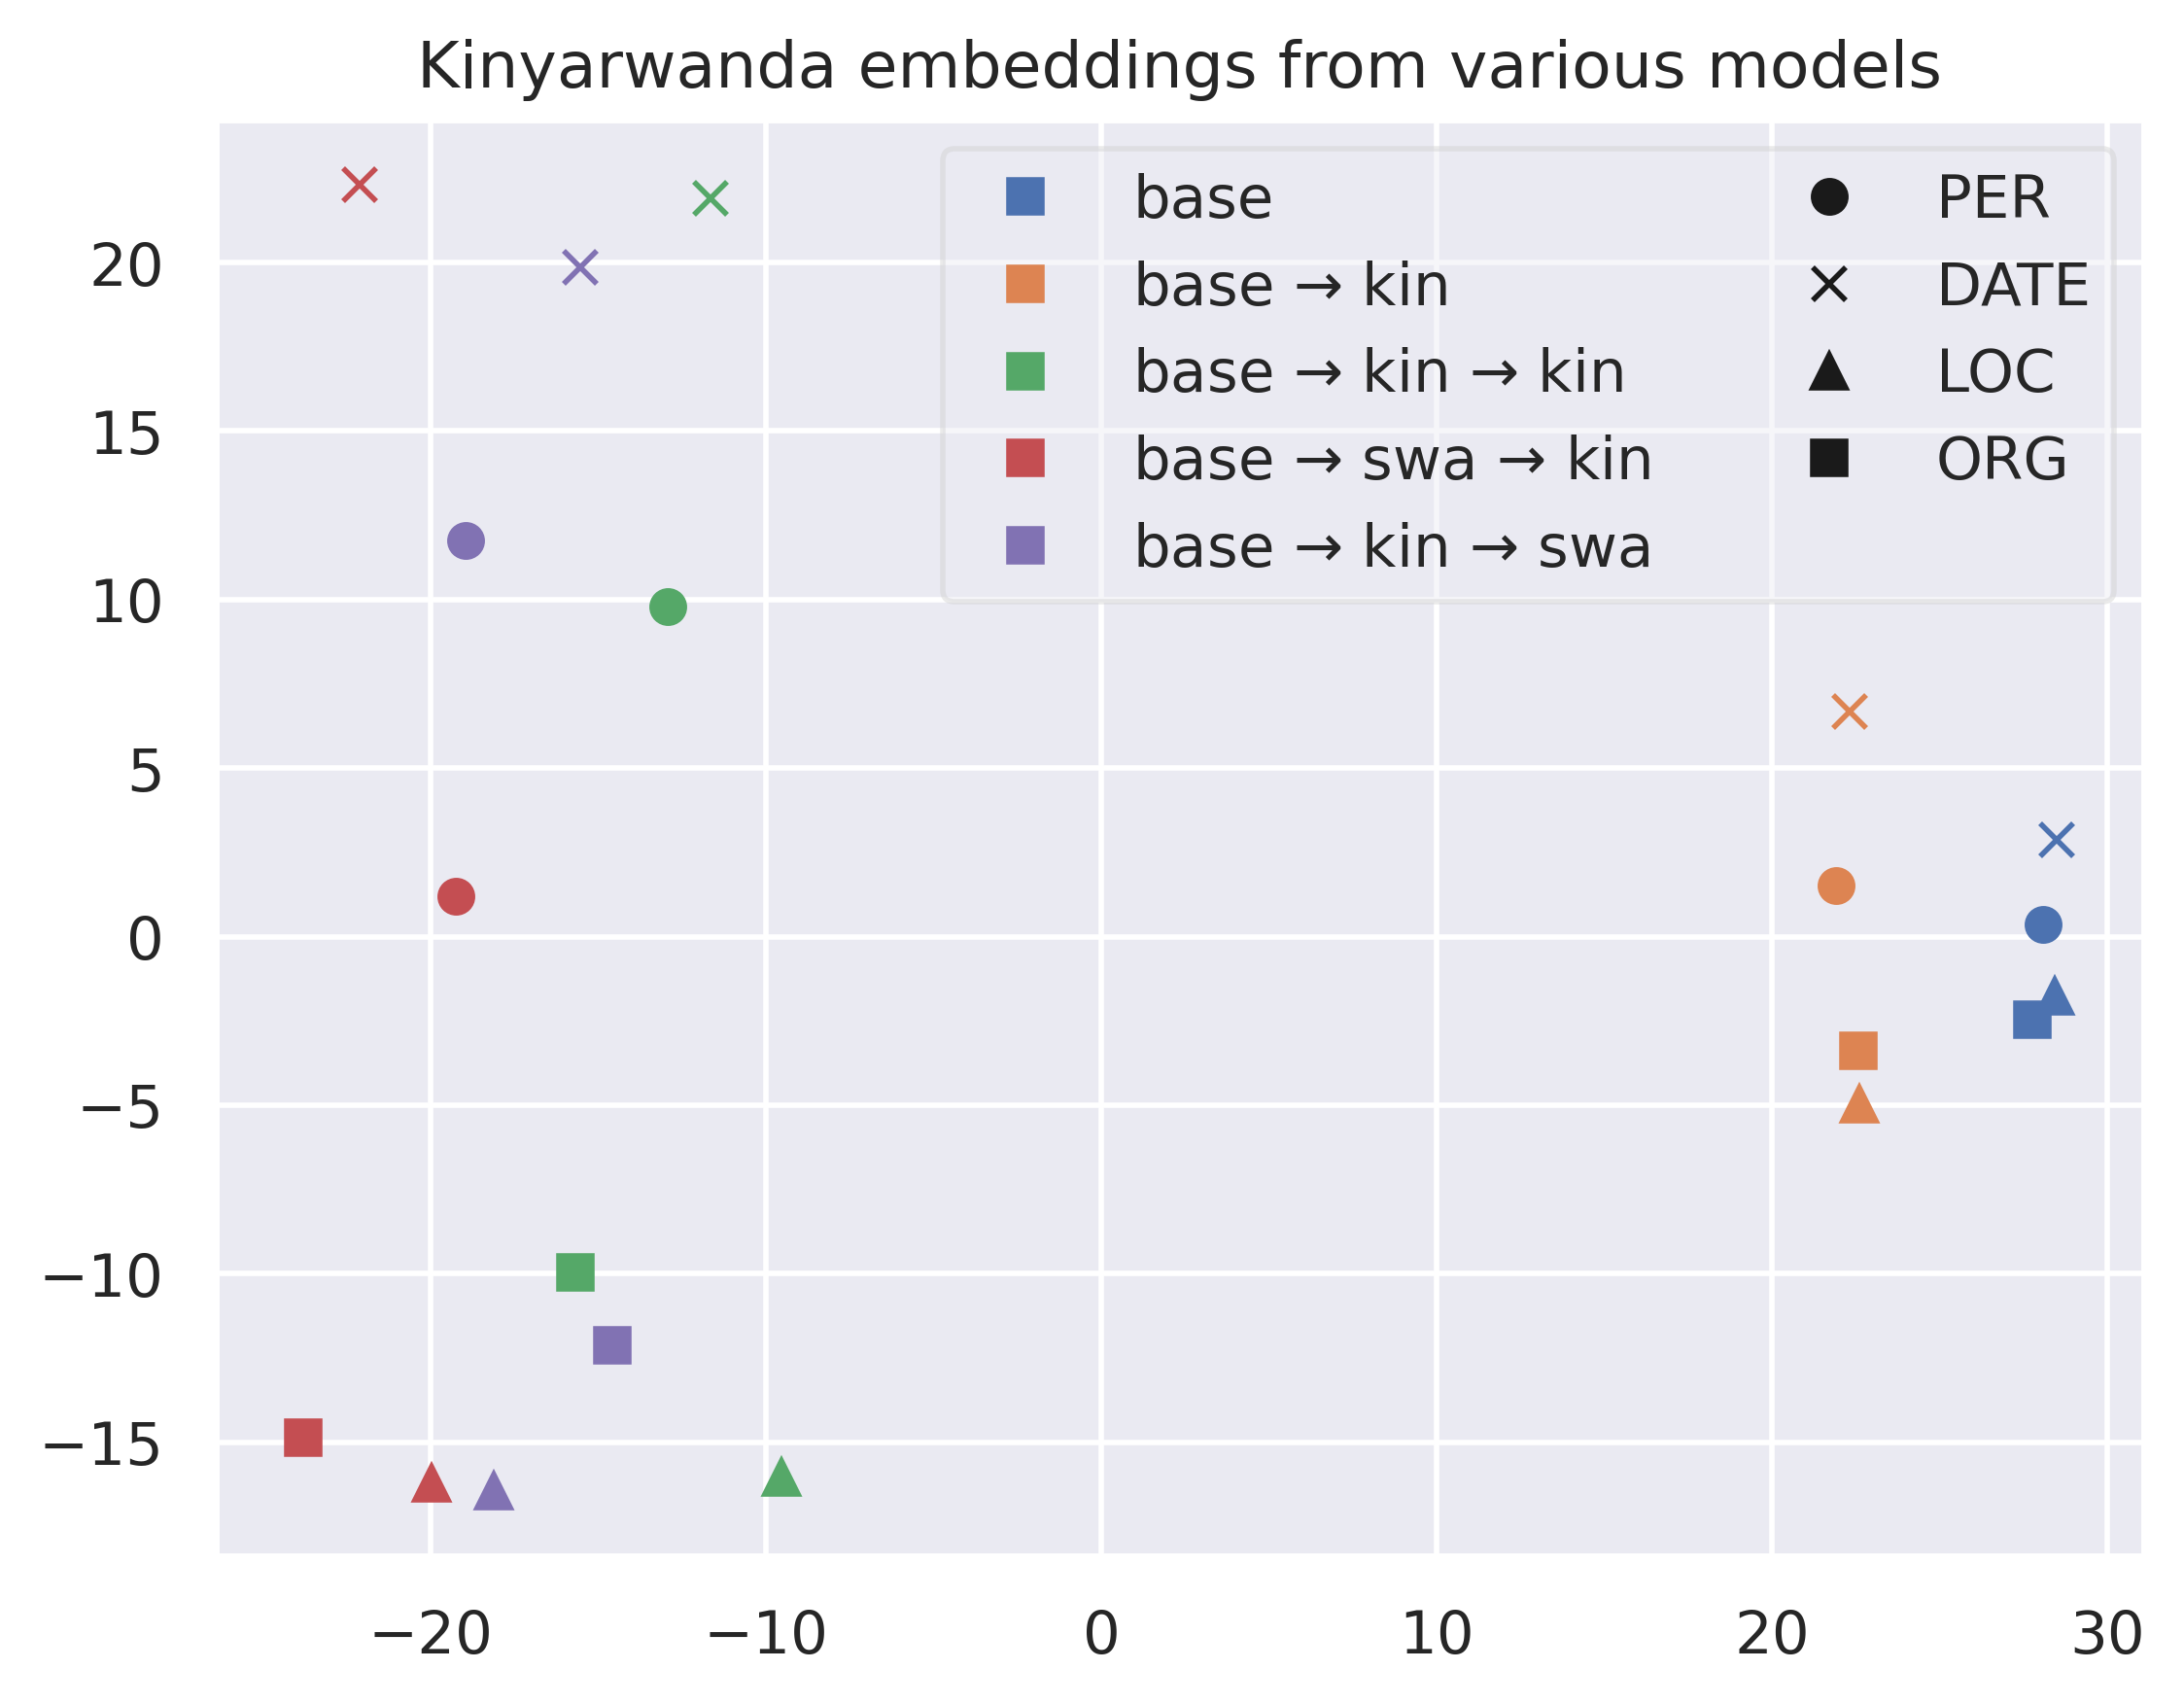 Kinyarwanda embeddings from various models
base
base → kin
base → kin → kin
base → swa → kin
base → kin → swa
PER
DATE
LOC
ORG
20
15
10
5
0
−5
−10
−15
−20
−10
0
10
20
30